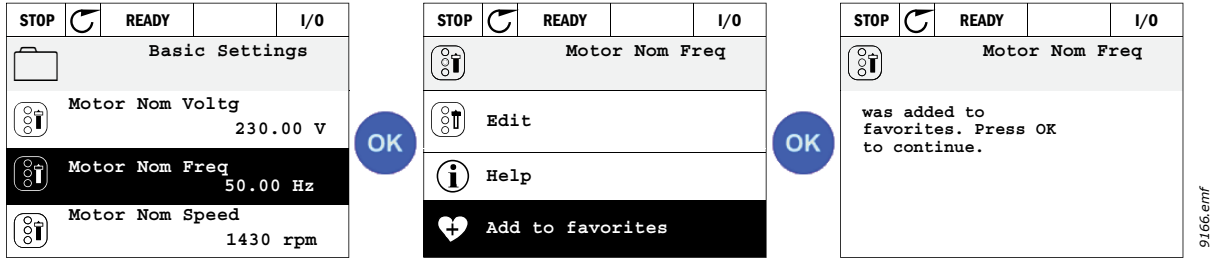 STOP READY I/O
Basic Settings
Motor Nom Voltg
230.00 V
Motor Nom Freq
50.00 Hz
Motor Nom Speed
1430 rpm
OK
STOP READY I/O
Motor Nom Freq
Edit
Help
Add to favorites
OK
STOP READY I/O
Motor Nom Freq
was added to
favorites. Press OK
to continue.
9166.emf